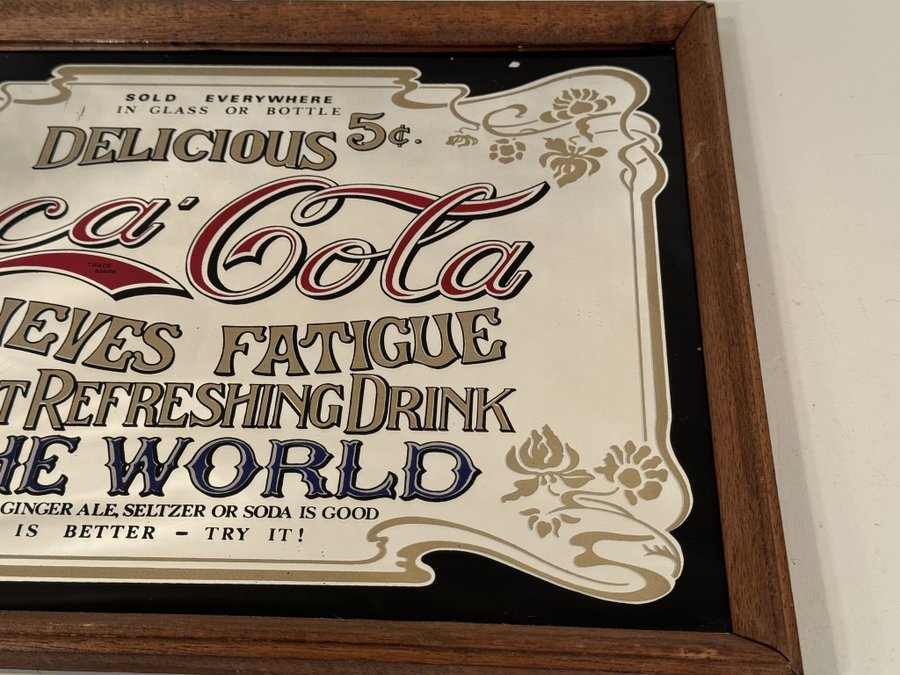 SOLD EVERYWHERE
IN GLASS OR BOTTLE
DELICIOUS 5¢.
ca-Cola
TRADE
MARK
IEVES FATIGUE
T REFRESHING DRINK
HE WORLD
GINGER ALE, SELTZER OR SODA IS GOOD
IS BETTER – TRY IT!